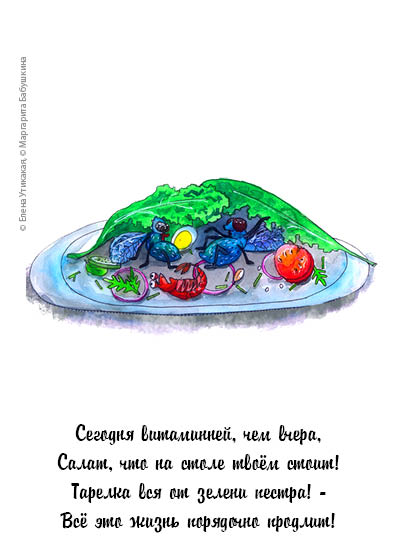 © Елена Утикакая, © Маргарита Бабушкина
Сегодня витаминней, чем вчера,
Салат, что на столе твоём стоит!
Тарелка вся от зелени пестра! -
Всё это жизнь порядочно продлит!